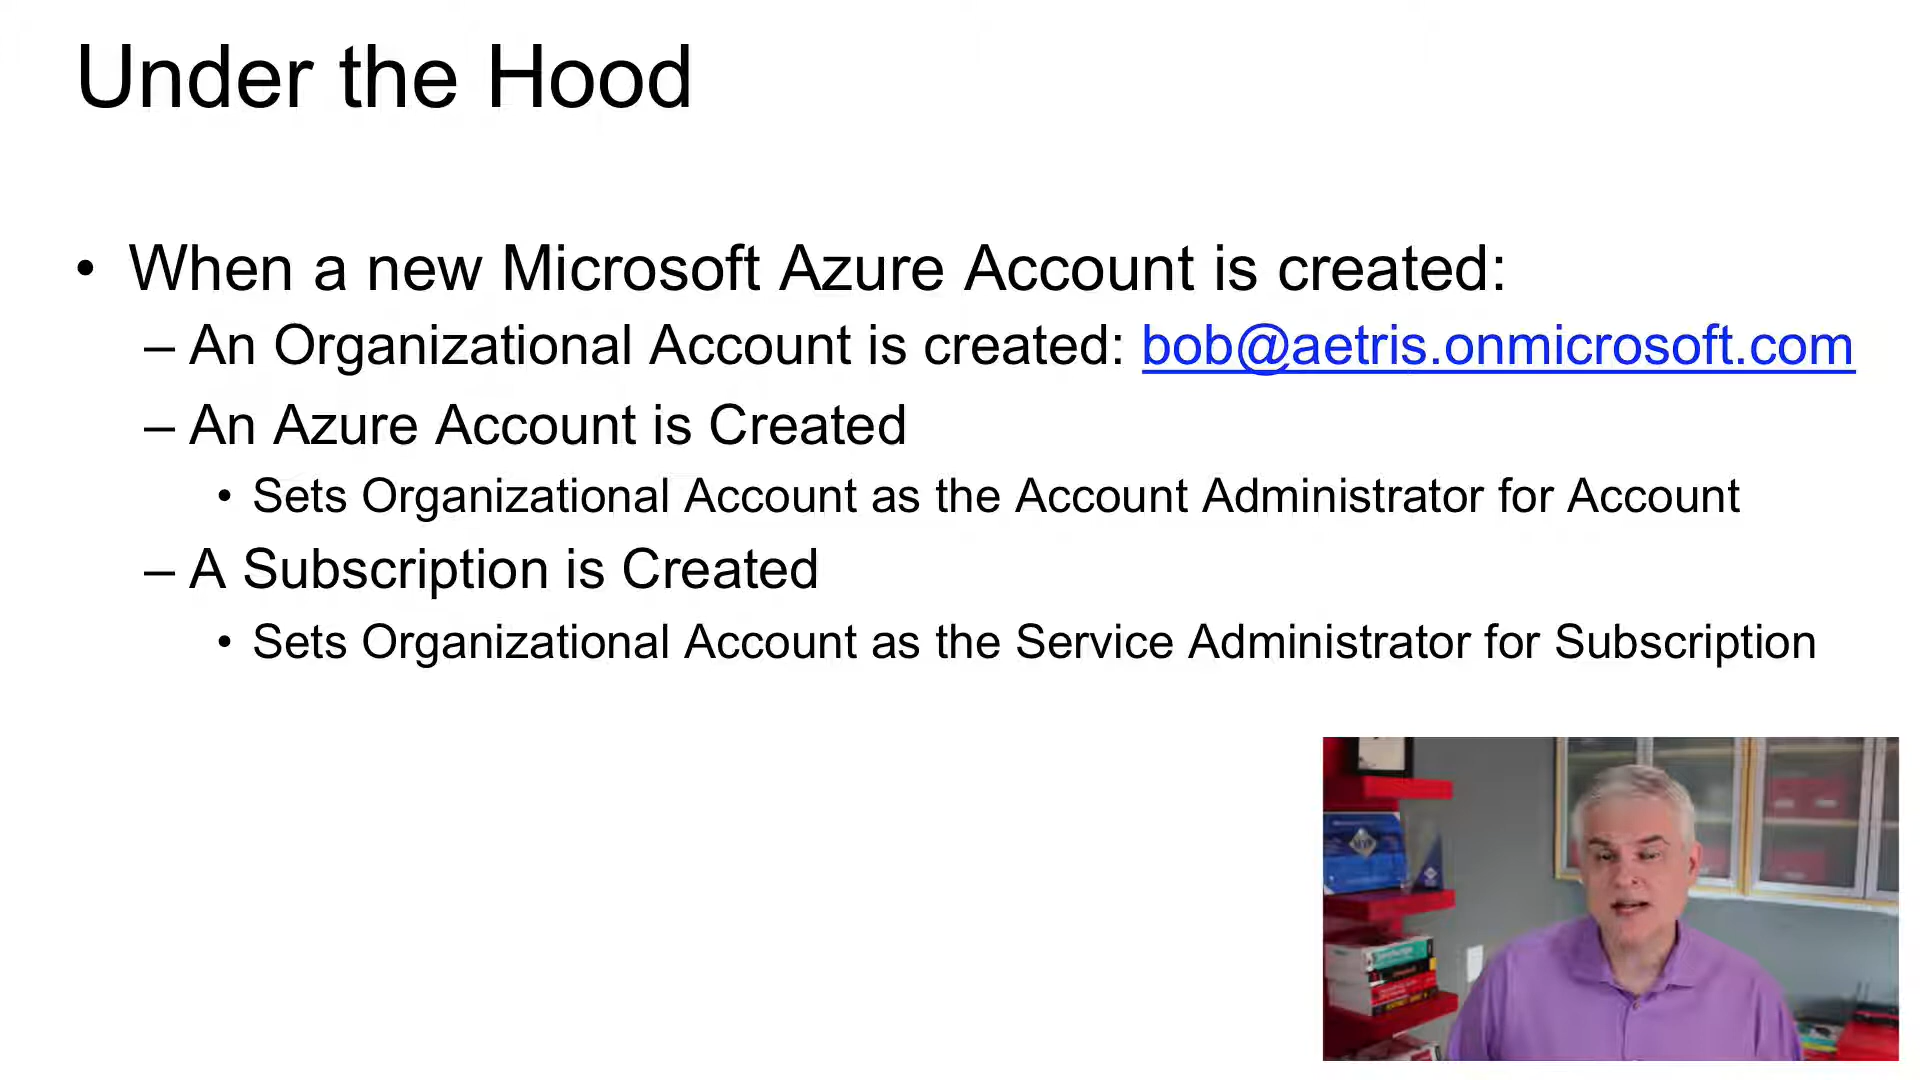 Under the Hood
• When a new Microsoft Azure Account is created:
– An Organizational Account is created: bob@aetris.onmicrosoft.com
– An Azure Account is Created
• Sets Organizational Account as the Account Administrator for Account
– A Subscription is Created
• Sets Organizational Account as the Service Administrator for Subscription